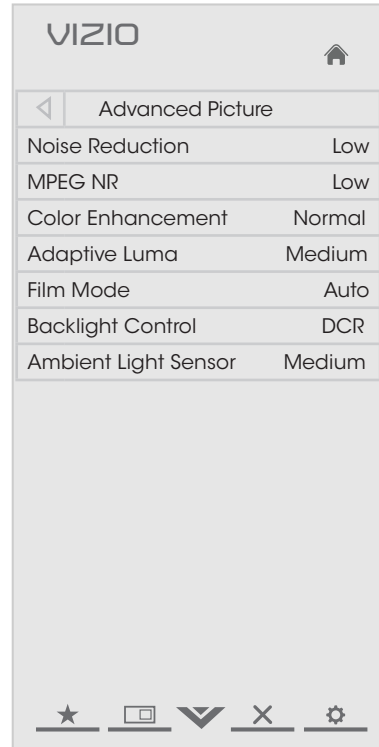 VIZIO
Advanced Picture
Noise Reduction Low
MPEG NR Low
Color Enhancement Normal
Adaptive Luma Medium
Film Mode Auto
Backlight Control DCR
Ambient Light Sensor Medium